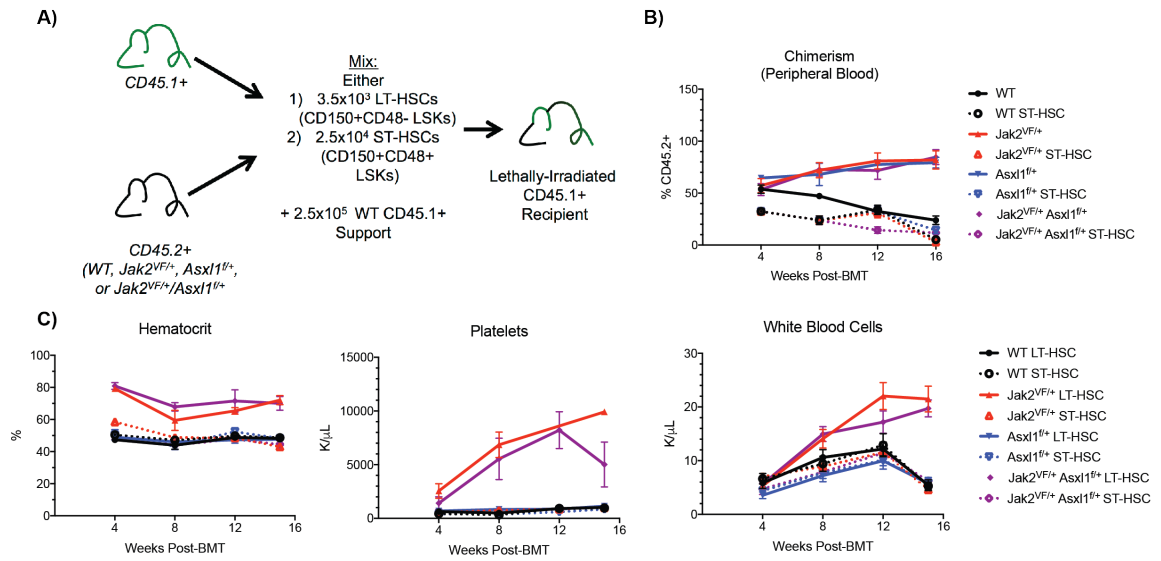 A)
CD45.1+
CD45.2+
(WT, Jak2VF/+, Asxl1f/+,
or Jak2VF/+/Asxl1f/+
Mix:
Either
1) 3.5x10³ LT-HSCs
(CD150+CD48- LSKs)
2) 2.5x10⁴ ST-HSCs
(CD150+CD48+
LSKs)
+ 2.5x10⁵ WT CD45.1+
Support
Lethally-Irradiated
CD45.1+
Recipient
B)
Chimerism
(Peripheral Blood)
% CD45.2+
150
100
50
0
4 8 12 16
Weeks Post-BMT
WT
WT ST-HSC
Jak2VF/+
Jak2VF/+ ST-HSC
Asxl1f/+
Asxl1f/+ ST-HSC
Jak2VF/+ Asxl1f/+
Jak2VF/+ Asxl1f/+ ST-HSC
C)
Hematocrit
%
100
80
60
40
20
0
4 8 12 16
Weeks Post-BMT
Platelets
K/µL
15000
10000
5000
0
4 8 12 16
Weeks Post-BMT
White Blood Cells
K/µL
30
20
10
0
4 8 12 16
Weeks Post-BMT
WT LT-HSC
WT ST-HSC
Jak2VF/+ LT-HSC
Jak2VF/+ ST-HSC
Asxl1f/+ LT-HSC
Asxl1f/+ ST-HSC
Jak2VF/+ Asxl1f/+ LT-HSC
Jak2VF/+ Asxl1f/+ ST-HSC